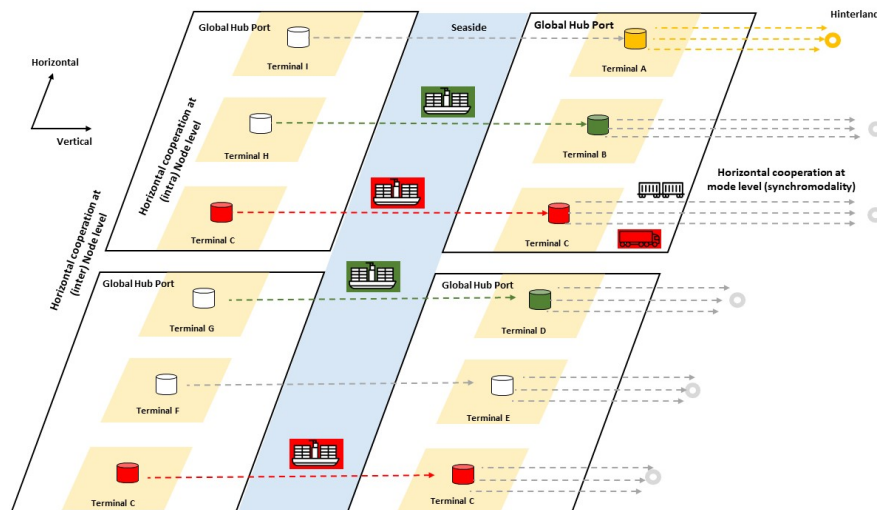 Global Hub Port
Seaside
Global Hub Port
Hinterland
Terminal I
Terminal A
Horizontal
Vertical
Horizontal cooperation at
(intra) Node level
Terminal H
Terminal B
Horizontal cooperation at
mode level (synchromodality)
Horizontal cooperation at
(inter) Node level
Terminal C
Terminal C
Global Hub Port
Global Hub Port
Terminal G
Terminal D
Terminal F
Terminal E
Terminal C
Terminal C